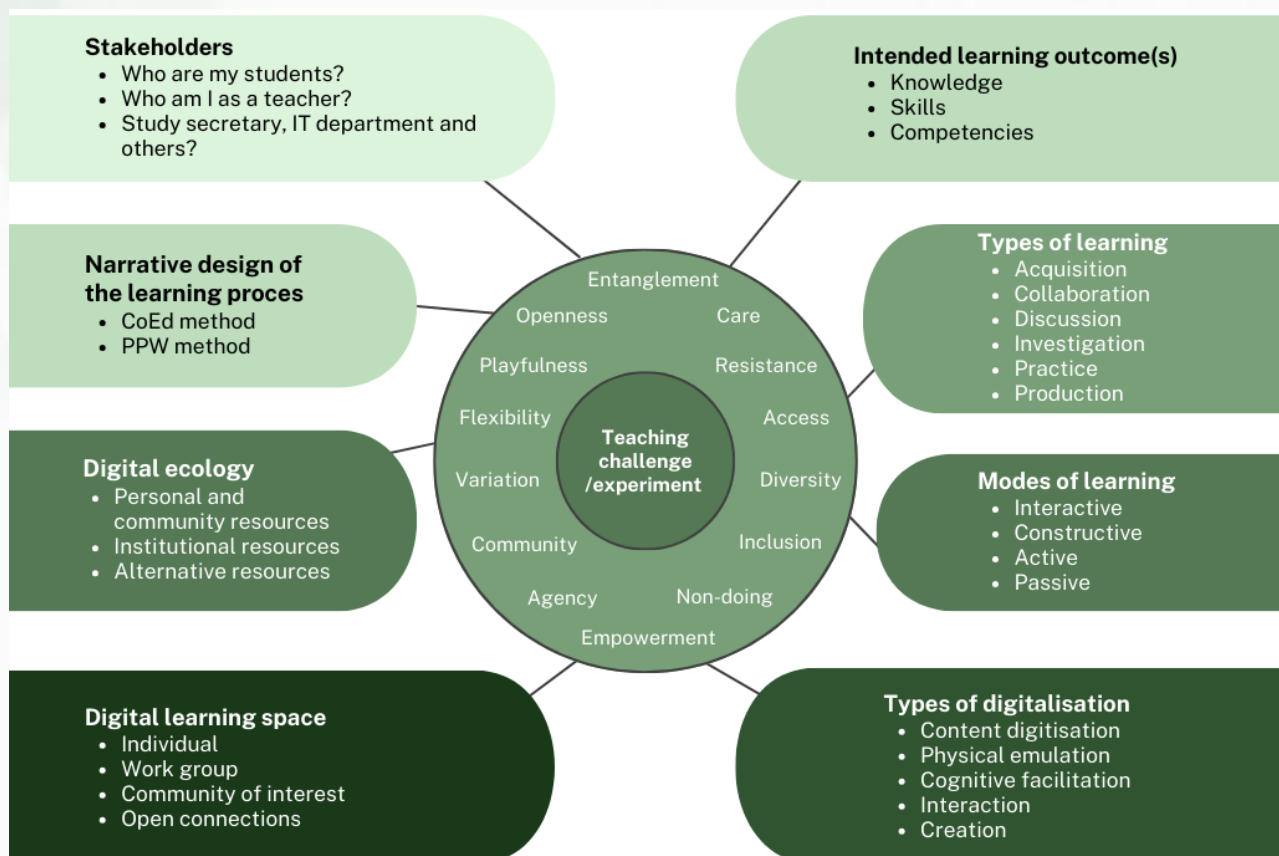 Stakeholders
• Who are my students?
• Who am I as a teacher?
• Study secretary, IT department and
others?
Intended learning outcome(s)
• Knowledge
• Skills
• Competencies
Narrative design of
the learning proces
• CoEd method
• PPW method
Types of learning
• Acquisition
• Collaboration
• Discussion
• Investigation
• Practice
• Production
Digital ecology
• Personal and
community resources
• Institutional resources
• Alternative resources
Modes of learning
• Interactive
• Constructive
• Active
• Passive
Digital learning space
• Individual
• Work group
• Community of interest
• Open connections
Types of digitalisation
• Content digitisation
• Physical emulation
• Cognitive facilitation
• Interaction
• Creation
Entanglement
Openness
Care
Playfulness
Resistance
Flexibility
Access
Variation
Diversity
Community
Inclusion
Agency
Non-doing
Empowerment
Teaching
challenge
/experiment